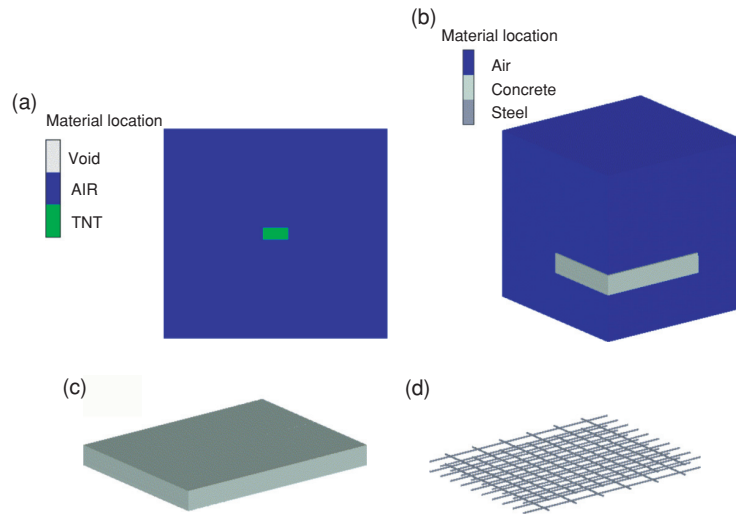 (a)
Material location
Void
AIR
TNT
(b)
Material location
Air
Concrete
Steel
(c)
(d)